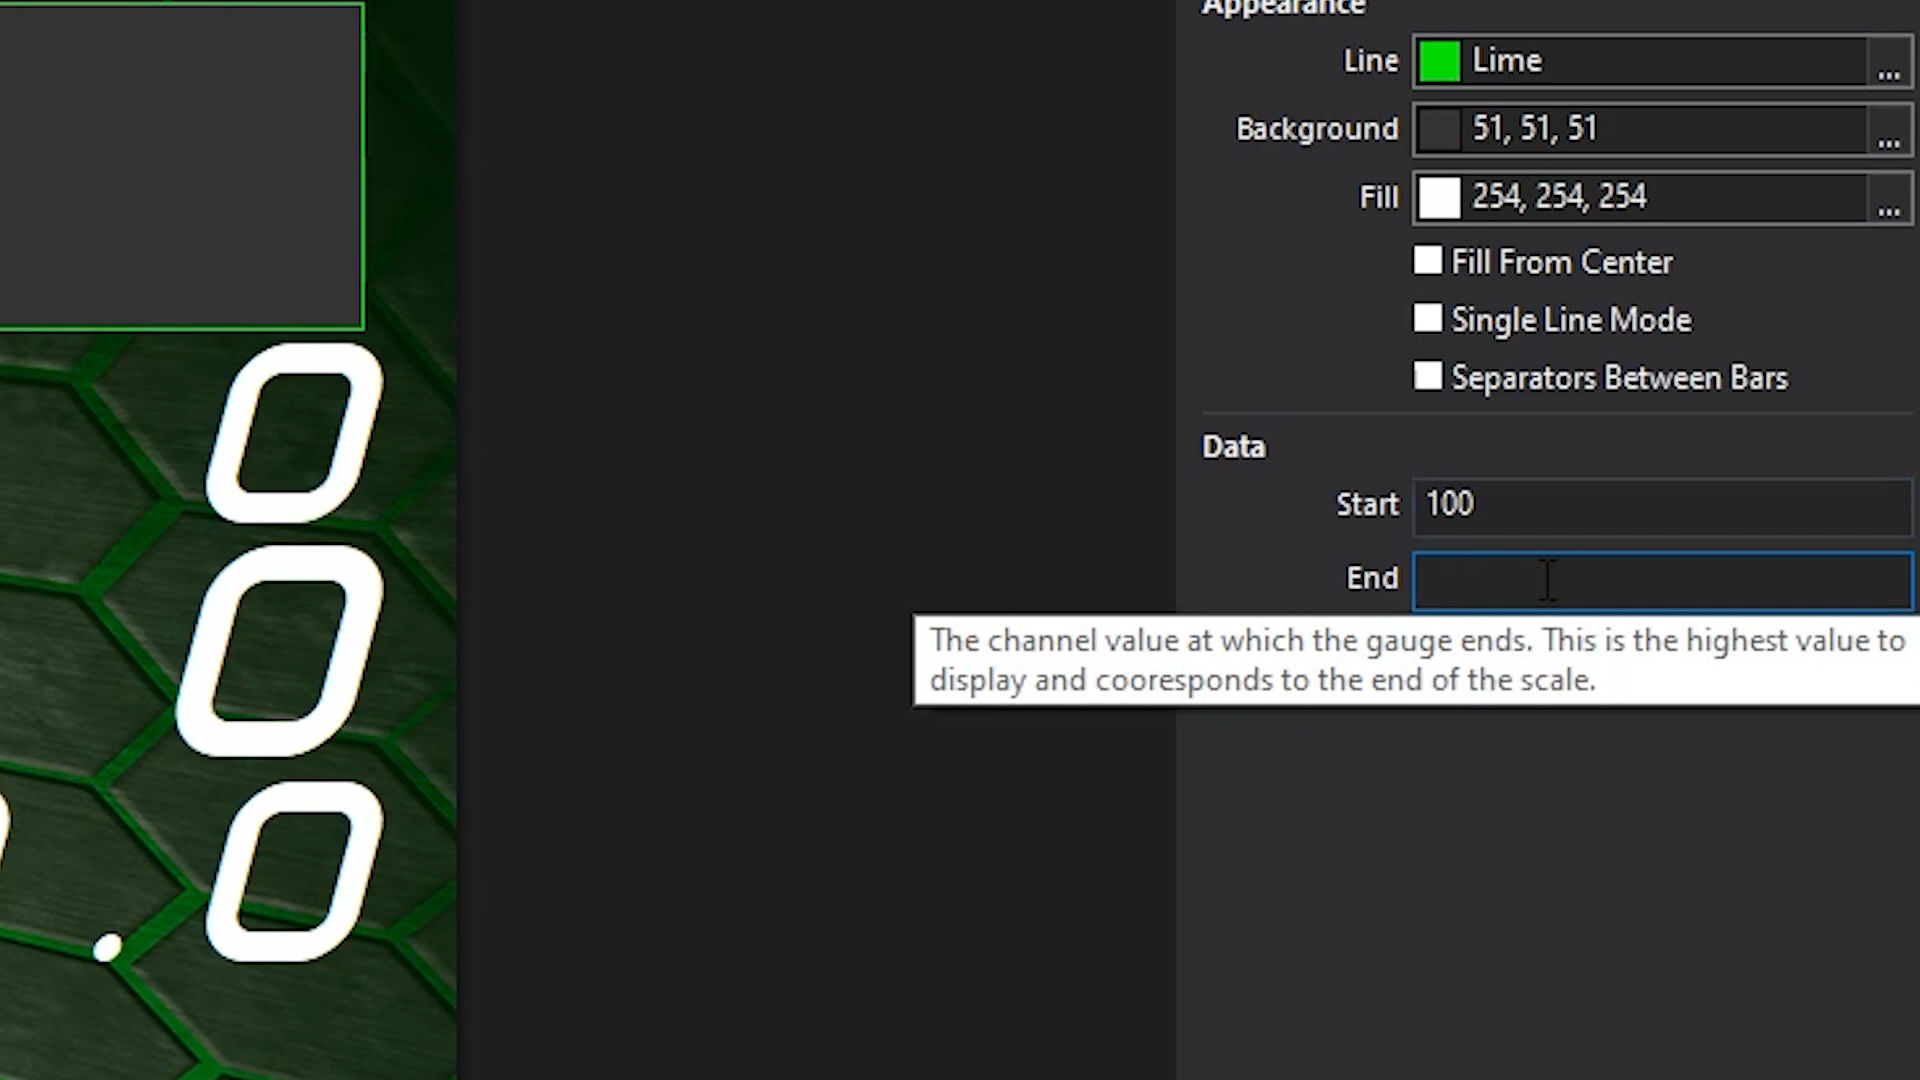 Appearance
Line Lime ...
Background 51, 51, 51 ...
Fill 254, 254, 254 ...
Fill From Center
Single Line Mode
Separators Between Bars
Data
Start 100
End
The channel value at which the gauge ends. This is the highest value to
display and cooresponds to the end of the scale.
0
0
.0